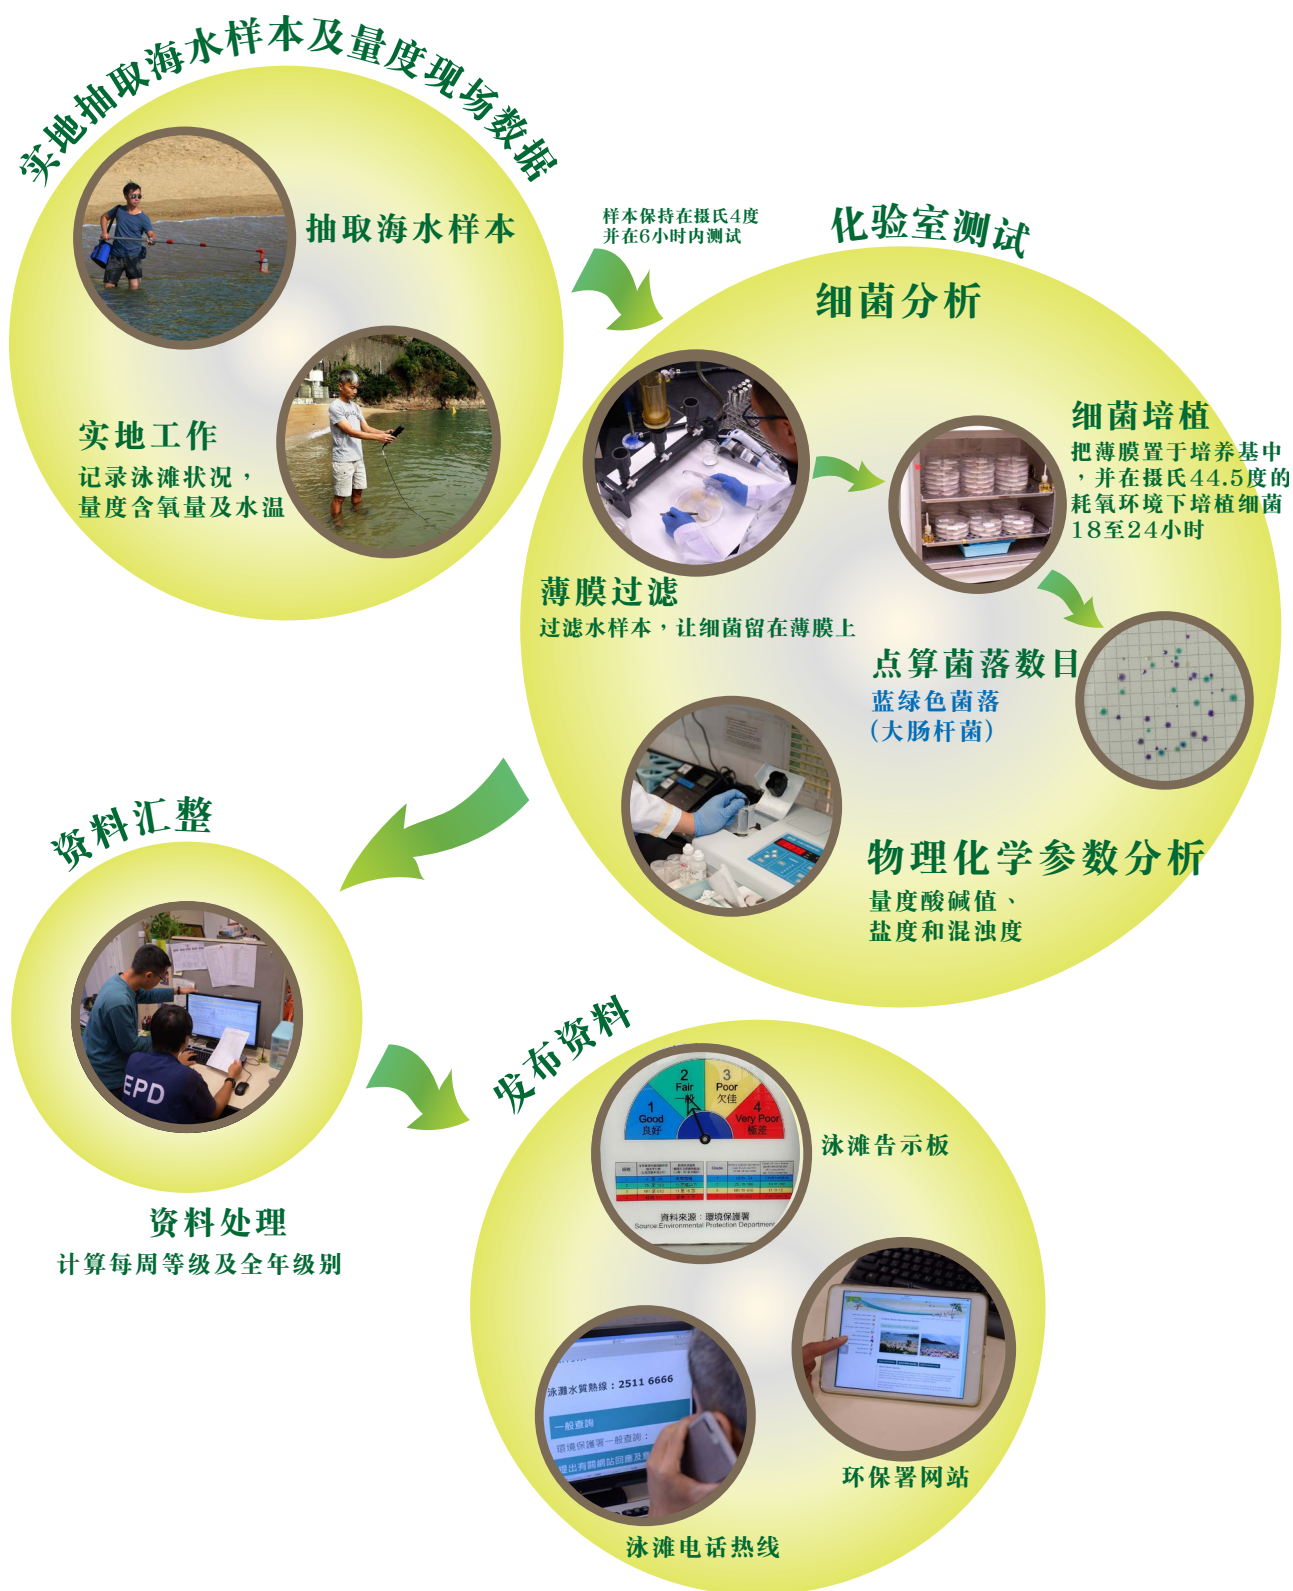 实地抽取海水样本及量度现场数据
抽取海水样本
实地工作
记录泳滩状况，
量度含氧量及水温
样本保持在摄氏4度
并在6小时内测试
化验室测试
细菌分析
薄膜过滤
过滤水样本，让细菌留在薄膜上
细菌培植
把薄膜置于培养基中
，并在摄氏44.5度的
耗氧环境下培植细菌
18至24小时
点算菌落数目
蓝绿色菌落
(大肠杆菌)
物理化学参数分析
量度酸碱值、
盐度和混浊度
资料汇整
EPD
资料处理
计算每周等级及全年级别
发布资料
1
Good
良好
2
Fair
一般
3
Poor
欠佳
4
Very Poor
極差
Grade
資料來源：環境保護署
Source:Environmental Protection Department
泳滩告示板
环保署网站
泳灘水質熱線：2511 6666
一般查詢
環境保護署一般查詢：
提出有關網站回應及意
泳滩电话热线